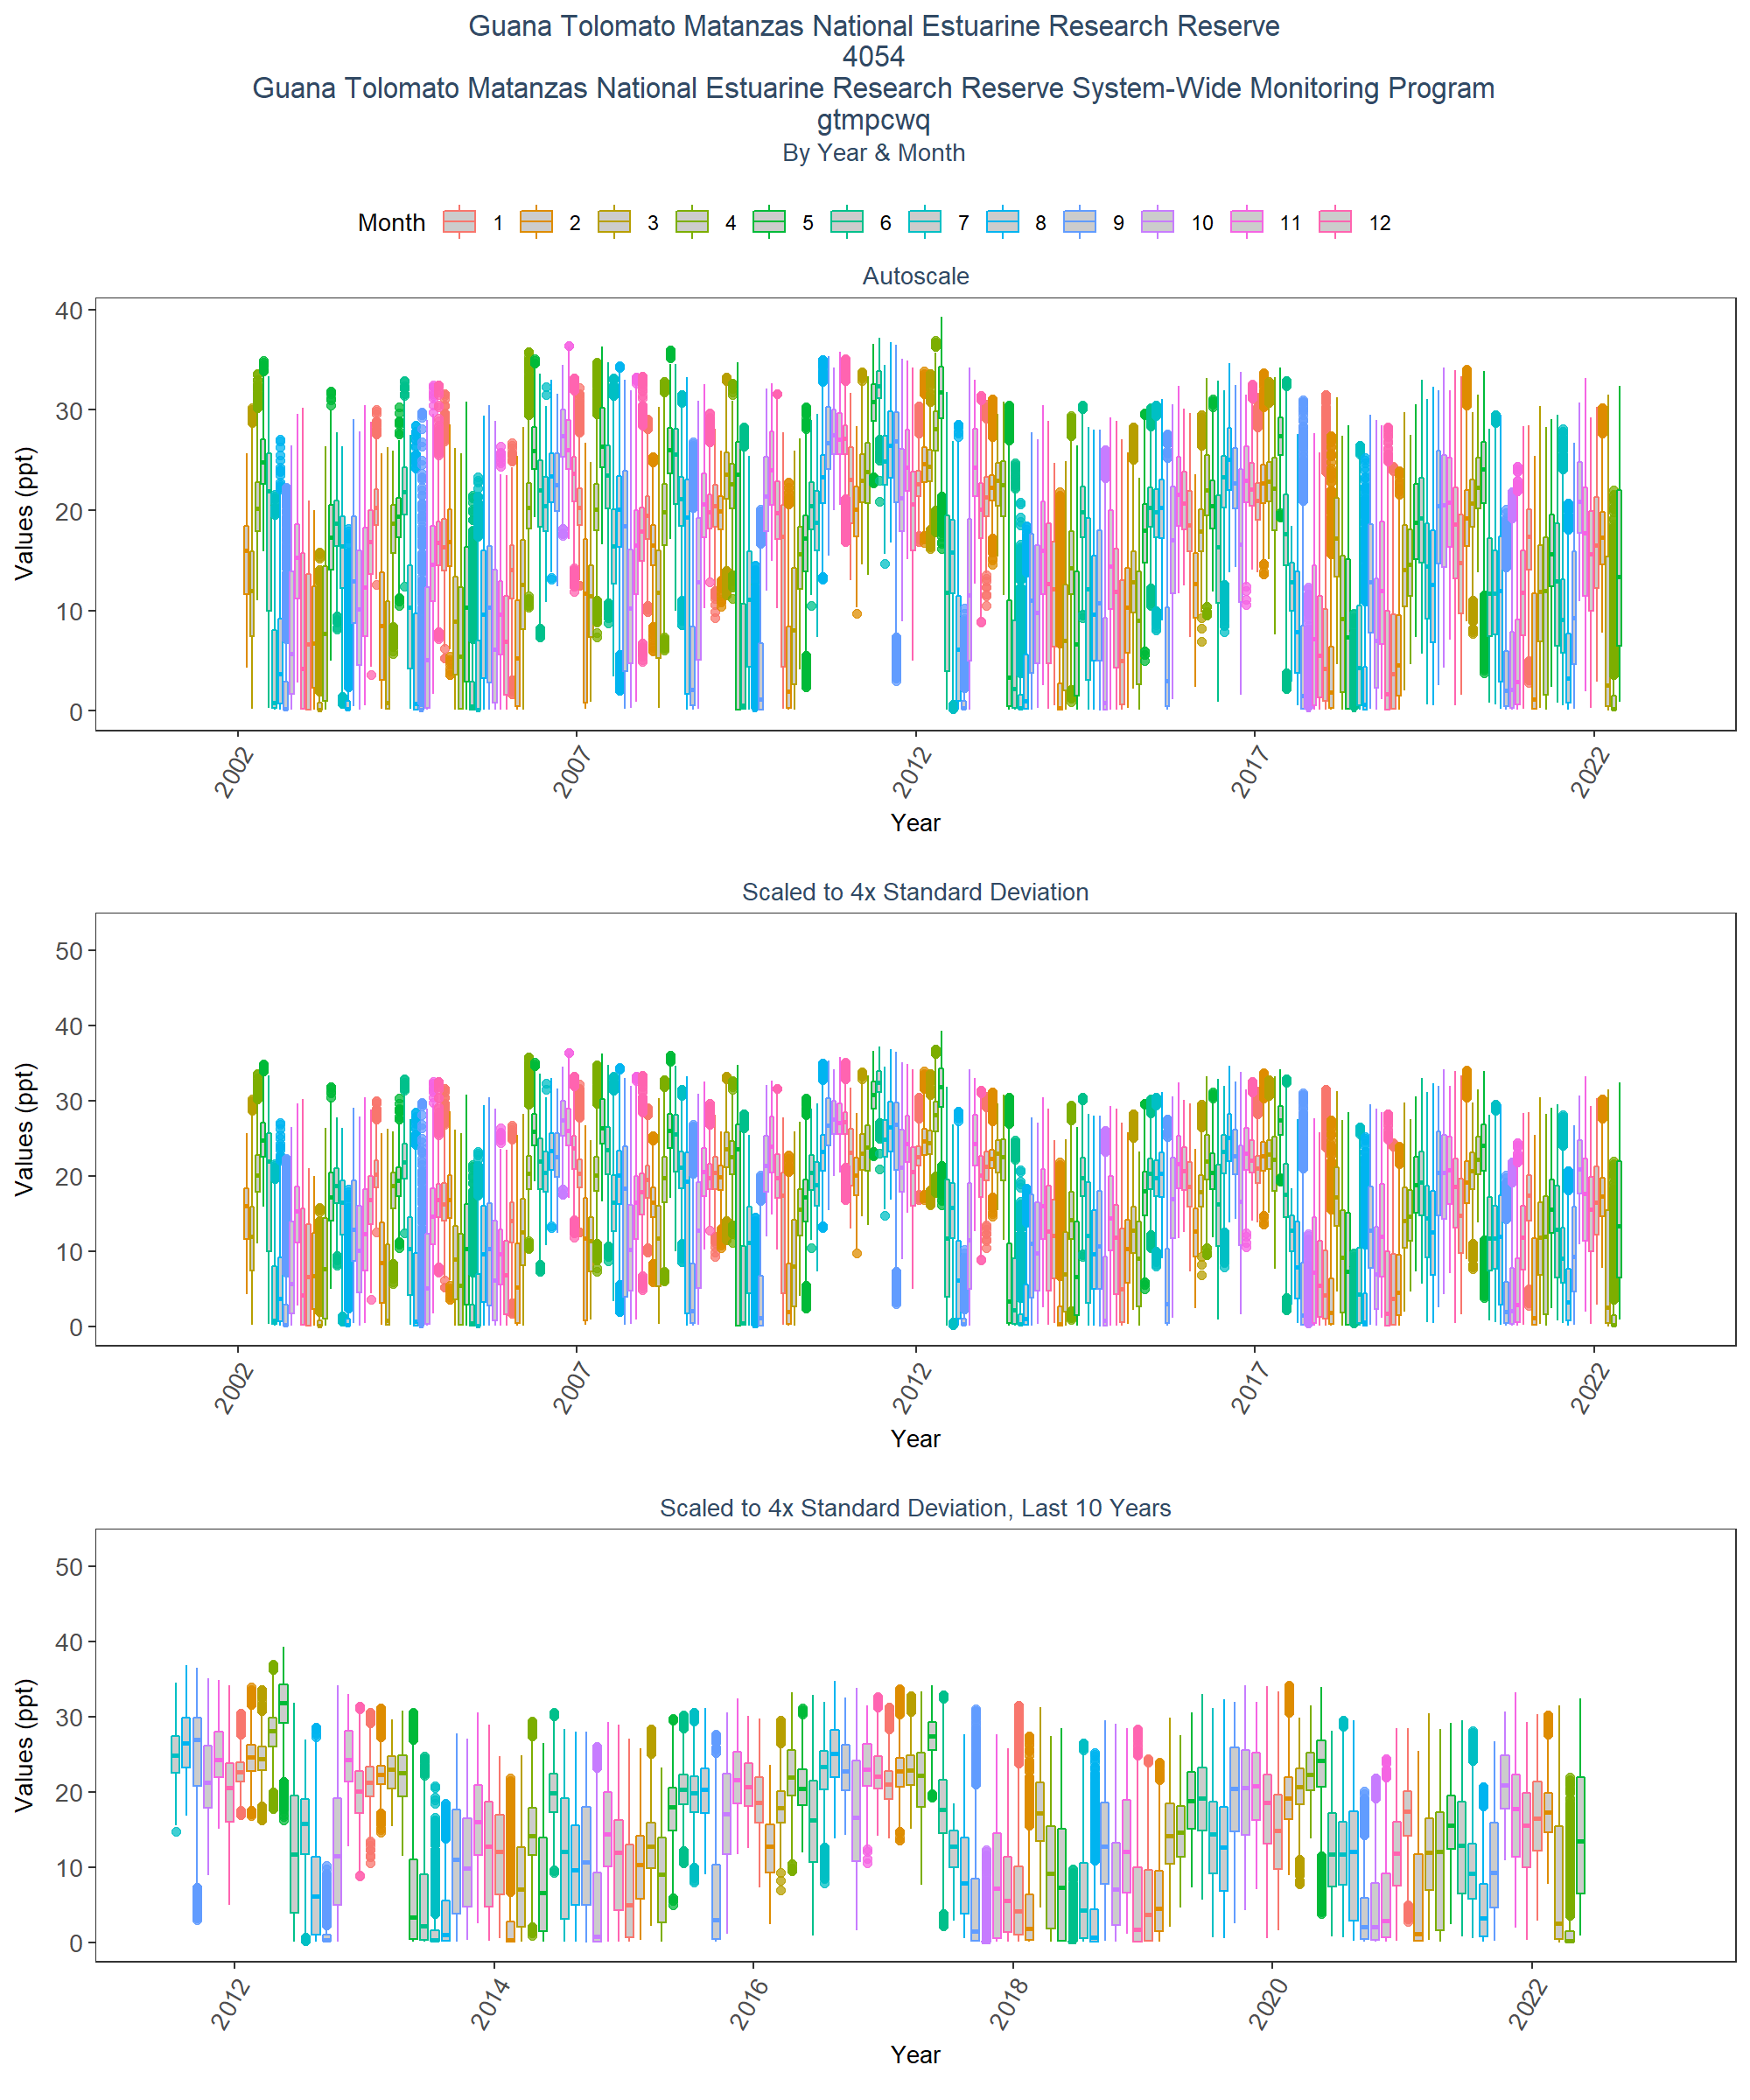 Guana Tolomato Matanzas National Estuarine Research Reserve
4054
Guana Tolomato Matanzas National Estuarine Research Reserve System-Wide Monitoring Program
gtmpcwq
By Year & Month
Month 1 2 3 4 5 6 7 8 9 10 11 12
Autoscale
Values (ppt)
40
30
20
10
0
2002 2007 2012 2017 2022
Year
Scaled to 4x Standard Deviation
Values (ppt)
50
40
30
20
10
0
2002 2007 2012 2017 2022
Year
Scaled to 4x Standard Deviation, Last 10 Years
Values (ppt)
50
40
30
20
10
0
2012 2014 2016 2018 2020 2022
Year